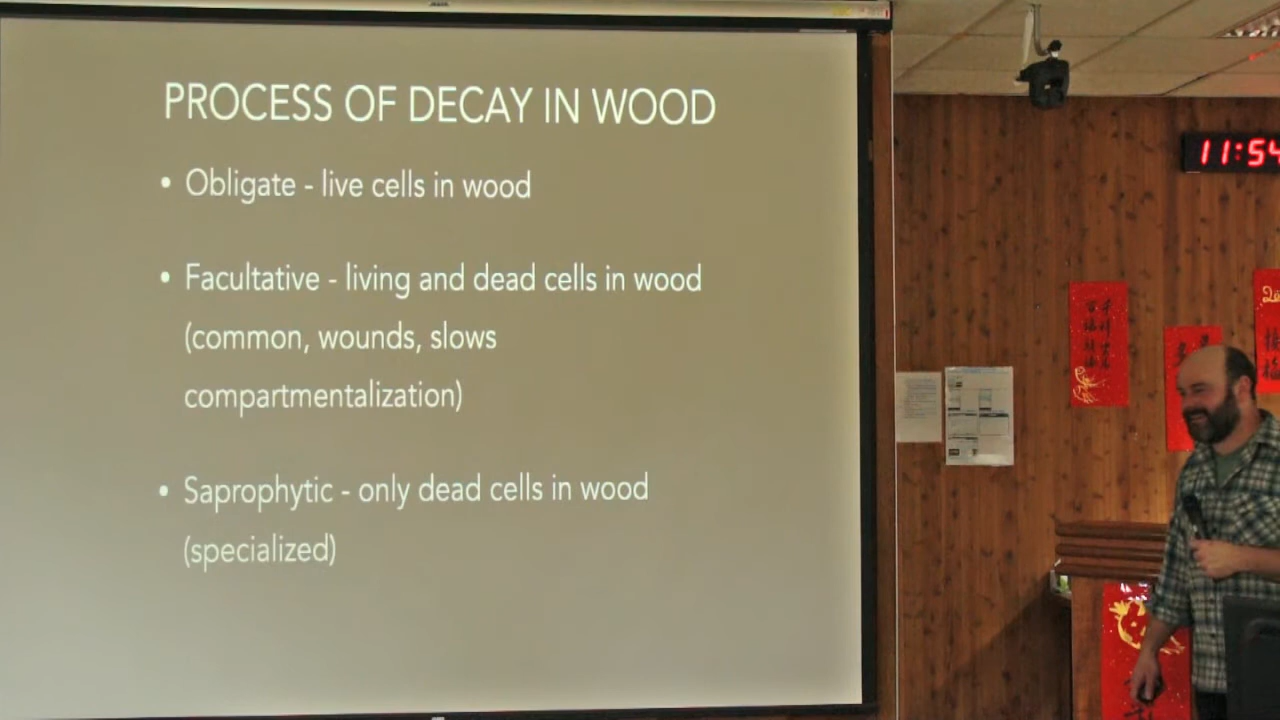 PROCESS OF DECAY IN WOOD
• Obligate - live cells in wood
• Facultative - living and dead cells in wood
(common, wounds, slows
compartmentalization)
• Saprophytic - only dead cells in wood
(specialized)
11:54